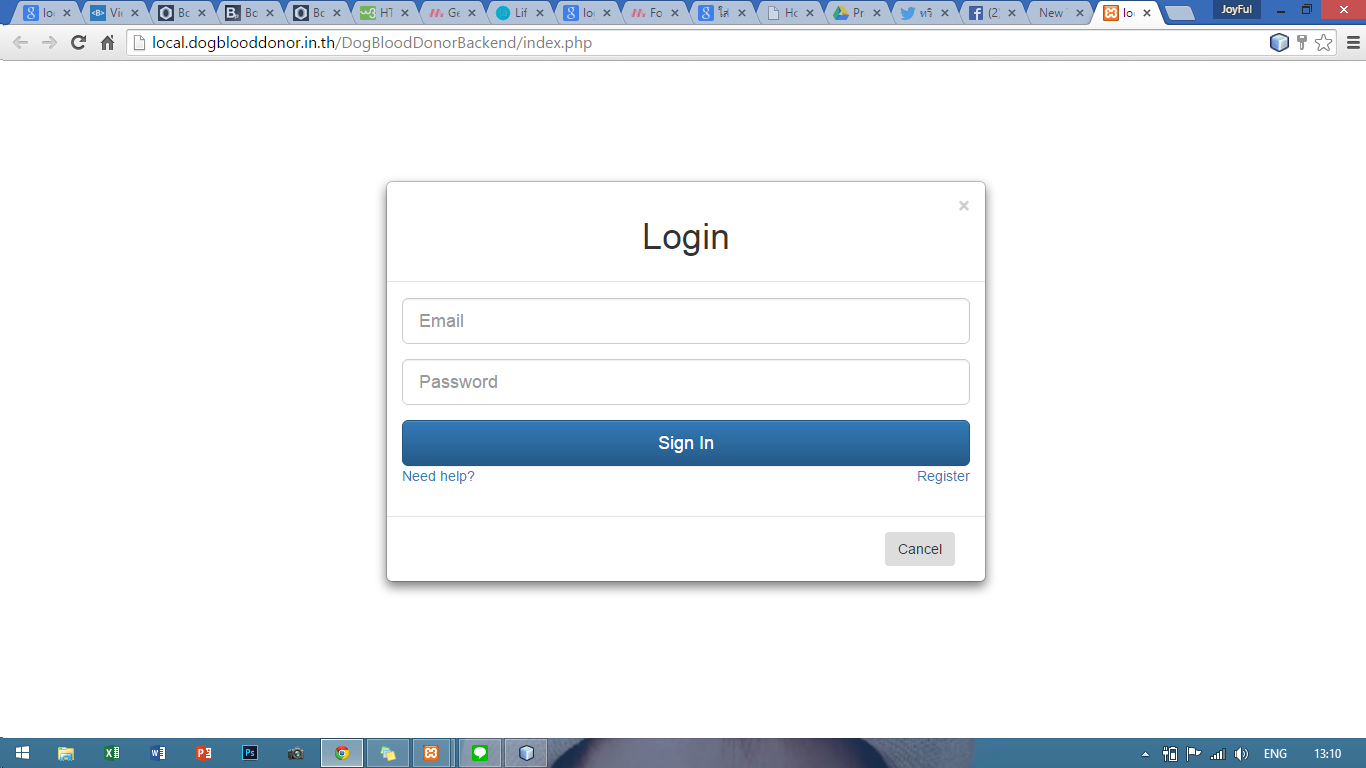 lo
Vi
Bo
Bo
Bo
HT
Ge
Lif
lo
Fo
ใส่
Ho
Pr
ทวิ
(2)
New
lo
JoyFul
local.dogblooddonor.in.th/DogBloodDonorBackend/index.php
×
Login
Email
Password
Sign In
Need help? Register
Cancel
ENG 13:10